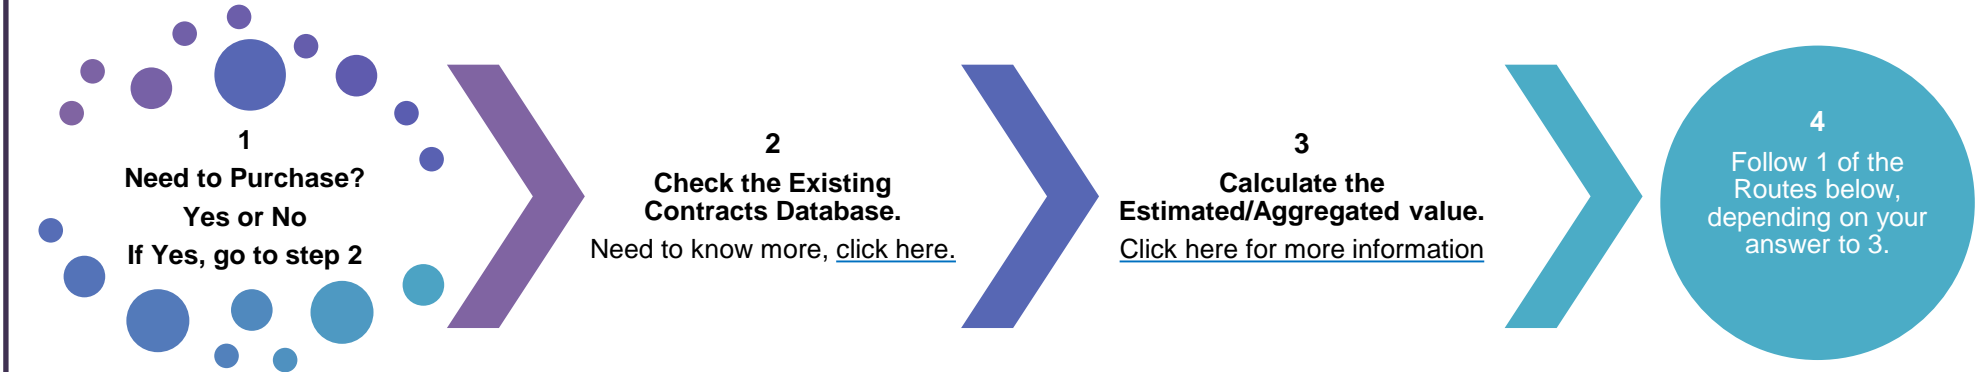 1
Need to Purchase?
Yes or No
If Yes, go to step 2
2
Check the Existing
Contracts Database.
Need to know more, click here.
3
Calculate the
Estimated/Aggregated value.
Click here for more information
4
Follow 1 of the
Routes below,
depending on your
answer to 3.